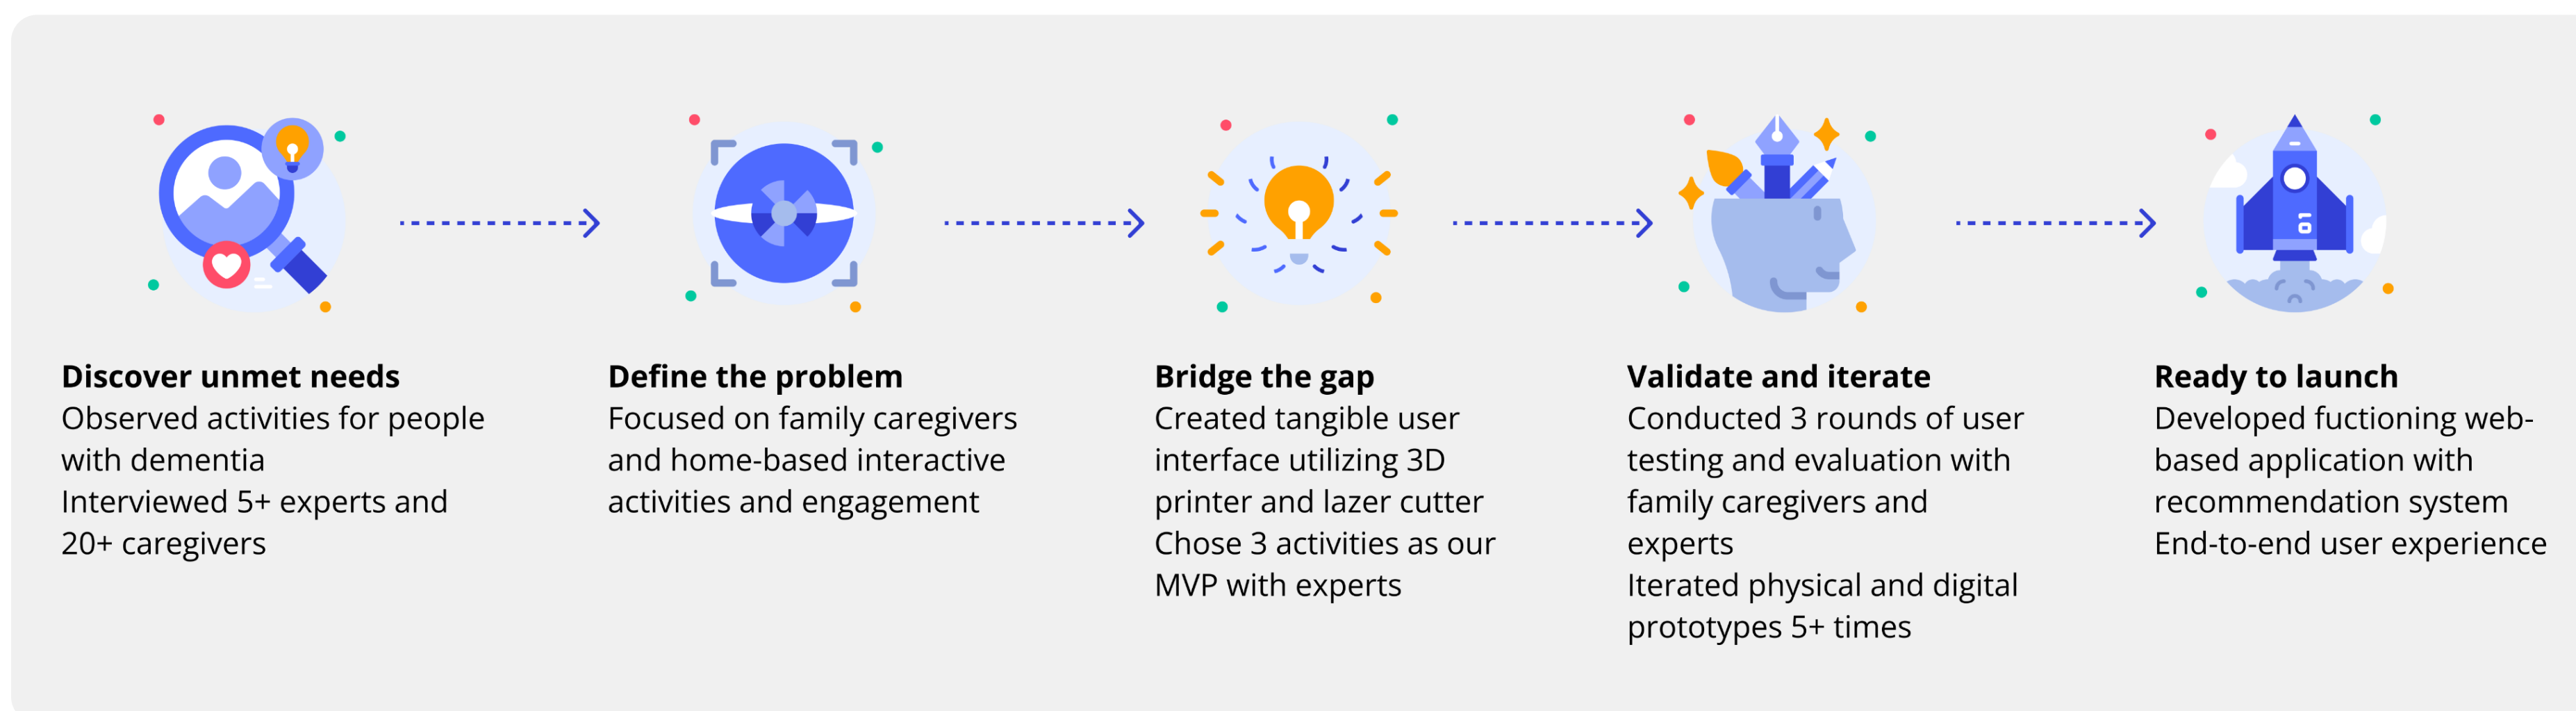 Discover unmet needs
Observed activities for people
with dementia
Interviewed 5+ experts and
20+ caregivers
Define the problem
Focused on family caregivers
and home-based interactive
activities and engagement
Bridge the gap
Created tangible user
interface utilizing 3D
printer and lazer cutter
Chose 3 activities as our
MVP with experts
Validate and iterate
Conducted 3 rounds of user
testing and evaluation with
family caregivers and
experts
Iterated physical and digital
prototypes 5+ times
Ready to launch
Developed fuctioning web-
based application with
recommendation system
End-to-end user experience